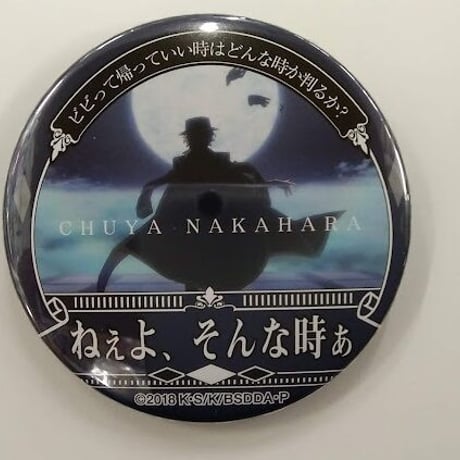 ビビって帰っていい時はどんな時か判るか?
CHUYA NAKAHARA
ねぇよ、そんな時ぁ
©2018 K・S/K/BSDDA・P